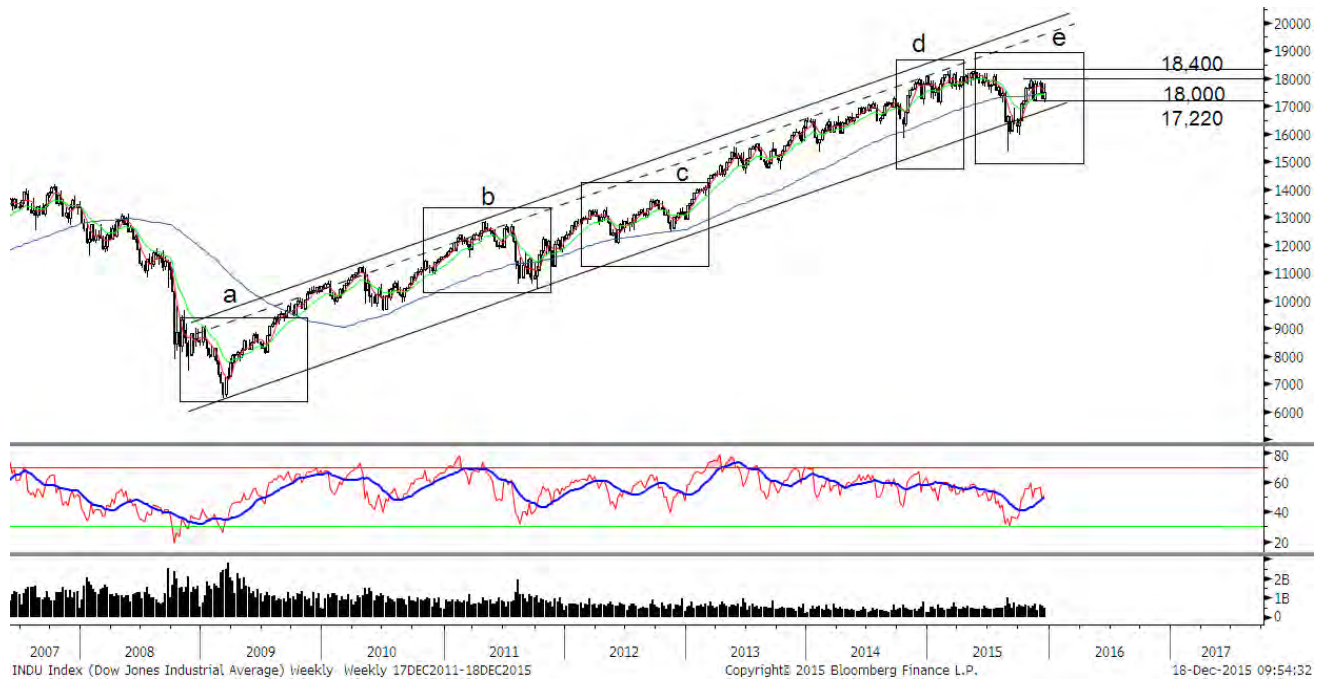 20000
d
e
19000
18,400
18000
18,000
17000
17,220
16000
15000
c
14000
b
13000
12000
11000
a
10000
9000
8000
7000
6000
80
60
40
20
2B
1B
0
2007 2008 2009 2010 2011 2012 2013 2014 2015 2016 2017
INDU Index (Dow Jones Industrial Average) Weekly Weekly 17DEC2011-18DEC2015 Copyright© 2015 Bloomberg Finance L.P. 18-Dec-2015 09:54:32